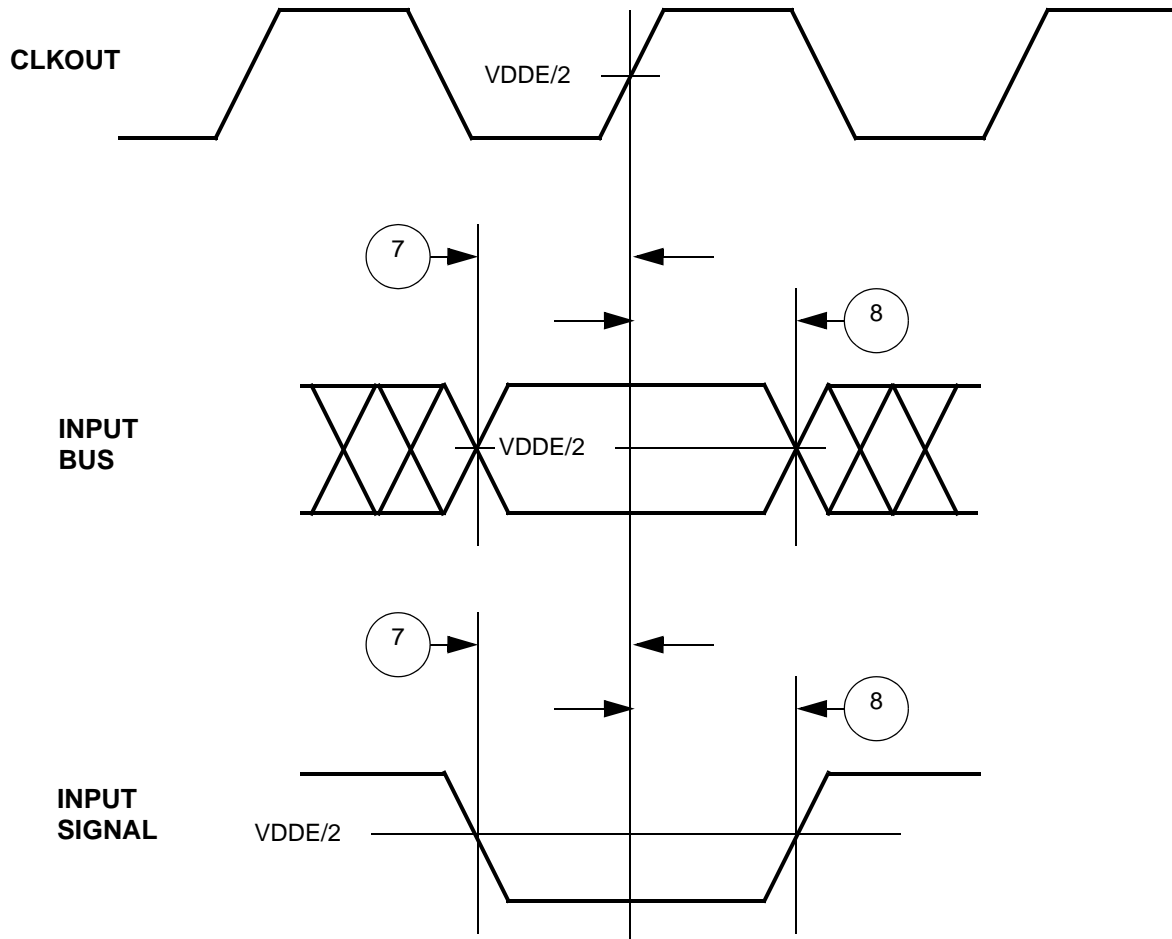 CLKOUT
VDDE/2
7
8
INPUT
BUS
VDDE/2
7
8
INPUT
SIGNAL
VDDE/2